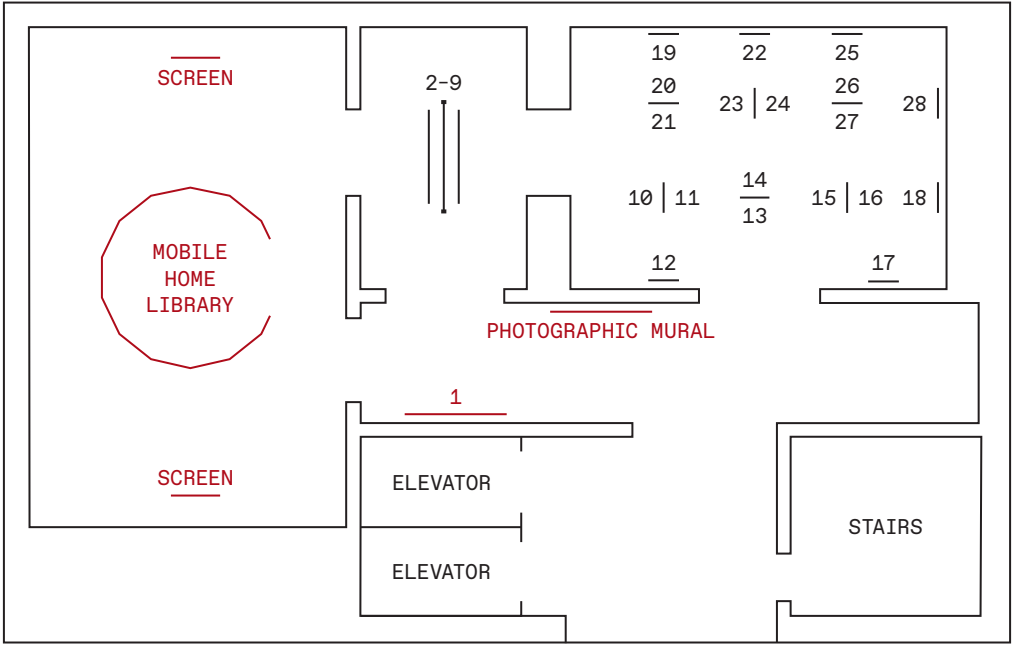 SCREEN
2–9
19
22
25
20
21
23
24
26
27
28
10
11
14
13
15
16
18
12
17
MOBILE
HOME
LIBRARY
PHOTOGRAPHIC MURAL
1
SCREEN
ELEVATOR
ELEVATOR
STAIRS